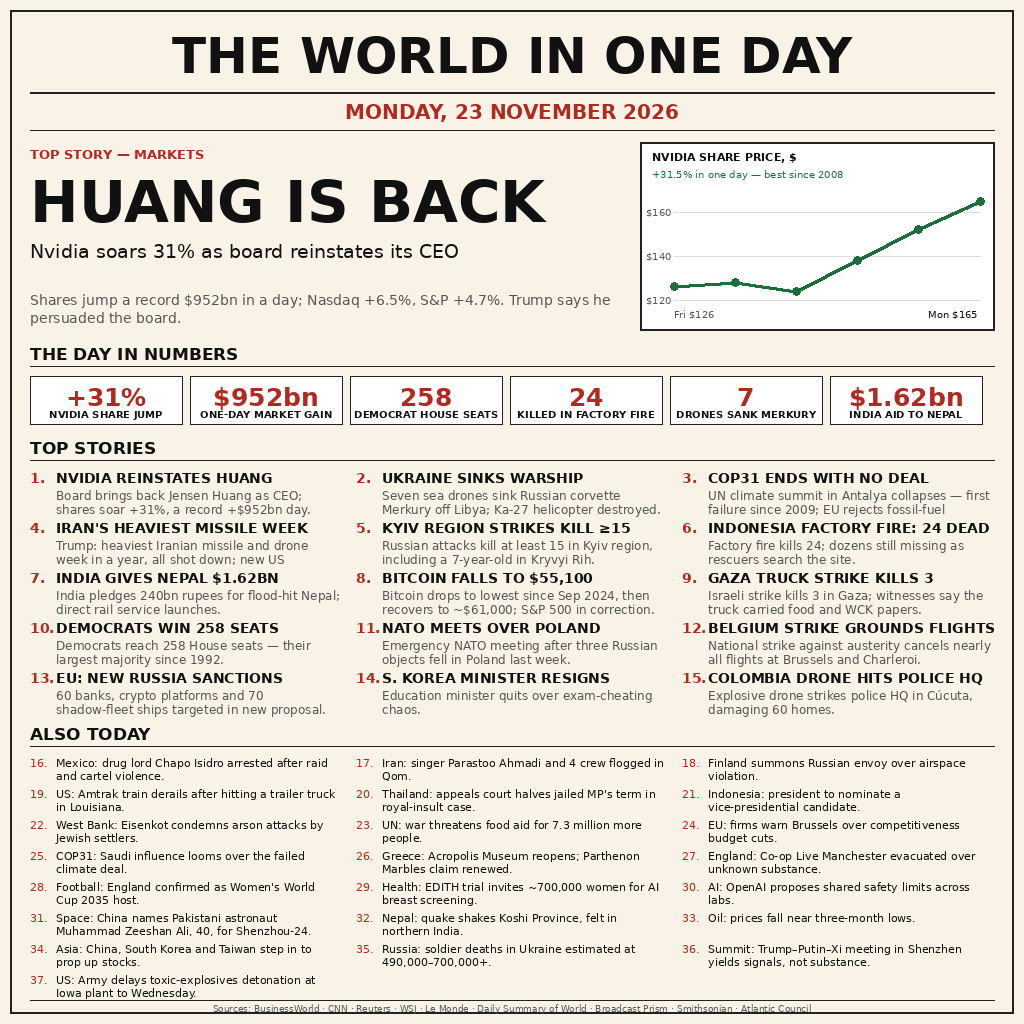 THE WORLD IN ONE DAY
MONDAY, 23 NOVEMBER 2026
TOP STORY — MARKETS
HUANG IS BACK
Nvidia soars 31% as board reinstates its CEO
Shares jump a record $952bn in a day; Nasdaq +6.5%, S&P +4.7%. Trump says he
persuaded the board.
NVIDIA SHARE PRICE, $
+31.5% in one day — best since 2008
$160
$140
$120
Fri $126
Mon $165
THE DAY IN NUMBERS
+31%
NVIDIA SHARE JUMP
$952bn
ONE-DAY MARKET GAIN
258
DEMOCRAT HOUSE SEATS
24
KILLED IN FACTORY FIRE
7
DRONES SANK MERKURY
$1.62bn
INDIA AID TO NEPAL
TOP STORIES
1. NVIDIA REINSTATES HUANG
Board brings back Jensen Huang as CEO;
shares soar +31%, a record +$952bn day.
2. UKRAINE SINKS WARSHIP
Seven sea drones sink Russian corvette
Merkury off Libya; Ka-27 helicopter destroyed.
3. COP31 ENDS WITH NO DEAL
UN climate summit in Antalya collapses — first
failure since 2009; EU rejects fossil-fuel
4. IRAN'S HEAVIEST MISSILE WEEK
Trump: heaviest Iranian missile and drone
week in a year, all shot down; new US
5. KYIV REGION STRIKES KILL ≥15
Russian attacks kill at least 15 in Kyiv region,
including a 7-year-old in Kryvyi Rih.
6. INDONESIA FACTORY FIRE: 24 DEAD
Factory fire kills 24; dozens still missing as
rescuers search the site.
7. INDIA GIVES NEPAL $1.62BN
India pledges 240bn rupees for flood-hit Nepal;
direct rail service launches.
8. BITCOIN FALLS TO $55,100
Bitcoin drops to lowest since Sep 2024, then
recovers to ~$61,000; S&P 500 in correction.
9. GAZA TRUCK STRIKE KILLS 3
Israeli strike kills 3 in Gaza; witnesses say the
truck carried food and WCK papers.
10. DEMOCRATS WIN 258 SEATS
Democrats reach 258 House seats — their
largest majority since 1992.
11. NATO MEETS OVER POLAND
Emergency NATO meeting after three Russian
objects fell in Poland last week.
12. BELGIUM STRIKE GROUNDS FLIGHTS
National strike against austerity cancels nearly
all flights at Brussels and Charleroi.
13. EU: NEW RUSSIA SANCTIONS
60 banks, crypto platforms and 70
shadow-fleet ships targeted in new proposal.
14. S. KOREA MINISTER RESIGNS
Education minister quits over exam-cheating
chaos.
15. COLOMBIA DRONE HITS POLICE HQ
Explosive drone strikes police HQ in Cúcuta,
damaging 60 homes.
ALSO TODAY
16. Mexico: drug lord Chapo Isidro arrested after raid
and cartel violence.
17. Iran: singer Parastoo Ahmadi and 4 crew flogged in
Qom.
18. Finland summons Russian envoy over airspace
violation.
19. US: Amtrak train derails after hitting a trailer truck
in Louisiana.
20. Thailand: appeals court halves jailed MP's term in
royal-insult case.
21. Indonesia: president to nominate a
vice-presidential candidate.
22. West Bank: Eisenkot condemns arson attacks by
Jewish settlers.
23. UN: war threatens food aid for 7.3 million more
people.
24. EU: firms warn Brussels over competitiveness
budget cuts.
25. COP31: Saudi influence looms over the failed
climate deal.
26. Greece: Acropolis Museum reopens; Parthenon
Marbles claim renewed.
27. England: Co-op Live Manchester evacuated over
unknown substance.
28. Football: England confirmed as Women's World
Cup 2035 host.
29. Health: EDITH trial invites ~700,000 women for AI
breast screening.
30. AI: OpenAI proposes shared safety limits across
labs.
31. Space: China names Pakistani astronaut
Muhammad Zeeshan Ali, 40, for Shenzhou-24.
32. Nepal: quake shakes Koshi Province, felt in
northern India.
33. Oil: prices fall near three-month lows.
34. Asia: China, South Korea and Taiwan step in to
prop up stocks.
35. Russia: soldier deaths in Ukraine estimated at
490,000–700,000+.
36. Summit: Trump–Putin–Xi meeting in Shenzhen
yields signals, not substance.
37. US: Army delays toxic-explosives detonation at
Iowa plant to Wednesday.
Sources: BusinessWorld · CNN · Reuters · WSJ · Le Monde · Daily Summary of World · Broadcast Prism · Smithsonian · Atlantic Council